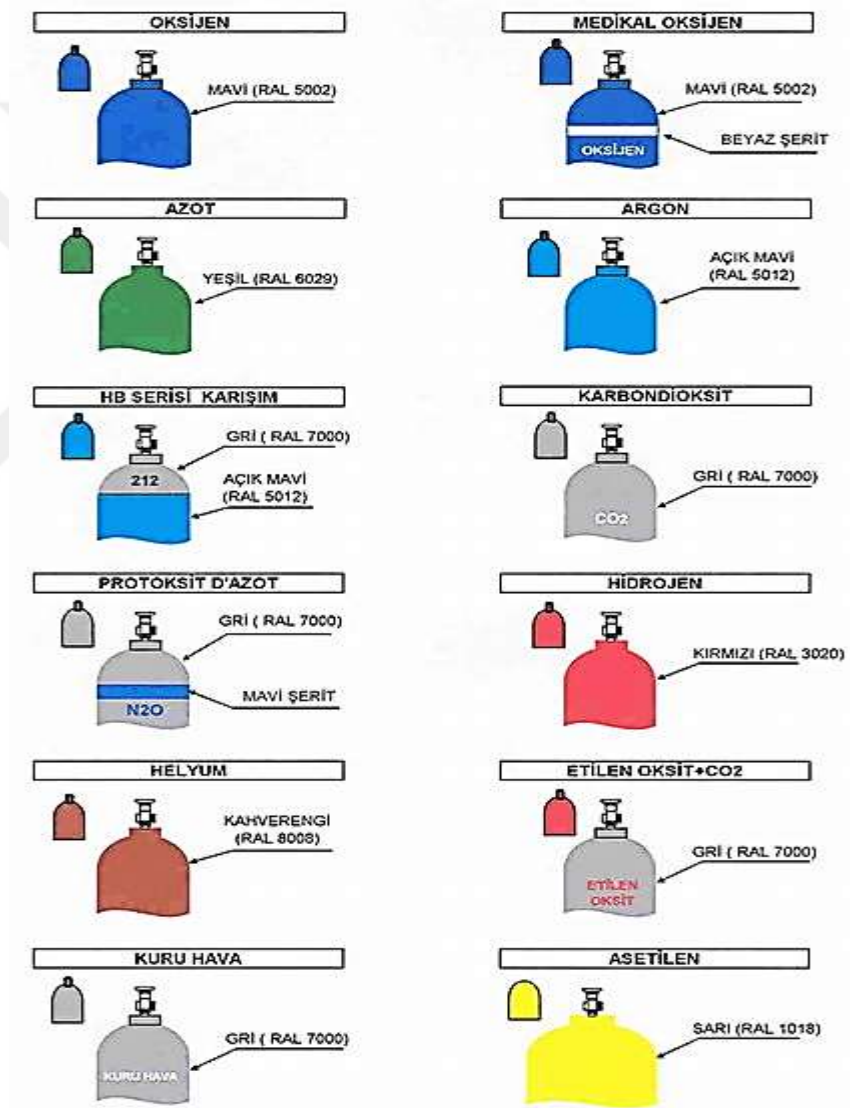 OKSİJEN
MAVİ (RAL 5002)
MEDİKAL OKSİJEN
MAVİ (RAL 5002)
BEYAZ ŞERİT
OKSİJEN
AZOT
YEŞİL (RAL 6029)
ARGON
AÇIK MAVİ
(RAL 5012)
HB SERİSİ KARIŞIM
GRİ ( RAL 7000)
212
AÇIK MAVİ
(RAL 5012)
KARBONDİOKSİT
GRİ ( RAL 7000)
CO2
PROTOKSİT D'AZOT
GRİ ( RAL 7000)
MAVİ ŞERİT
N2O
HİDROJEN
KIRMIZI (RAL 3020)
HELYUM
KAHVERENGİ
(RAL 8008)
ETİLEN OKSİT+CO2
GRİ ( RAL 7000)
ETİLEN
OKSİT
KURU HAVA
GRİ ( RAL 7000)
KURU HAVA
ASETİLEN
SARI (RAL 1018)